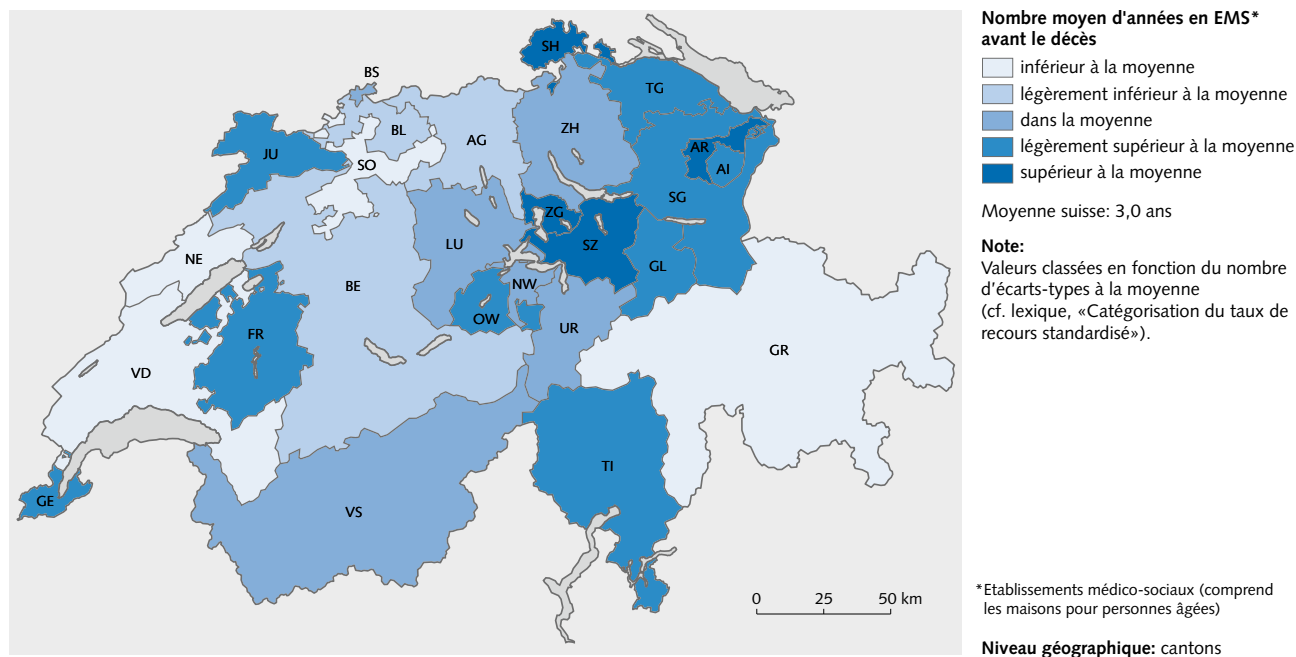 SH
BS
TG
BL
ZH
AG
AR
JU
SO
AI
SG
ZG
LU
SZ
NE
GL
BE
NW
OW
UR
FR
GR
VD
TI
GE
VS
0 25 50 km
Nombre moyen d'années en EMS*
avant le décès
inférieur à la moyenne
légèrement inférieur à la moyenne
dans la moyenne
légèrement supérieur à la moyenne
supérieur à la moyenne
Moyenne suisse: 3,0 ans
Note:
Valeurs classées en fonction du nombre
d’écarts-types à la moyenne
(cf. lexique, «Catégorisation du taux de
recours standardisé»).
*Etablissements médico-sociaux (comprend
les maisons pour personnes âgées)
Niveau géographique: cantons